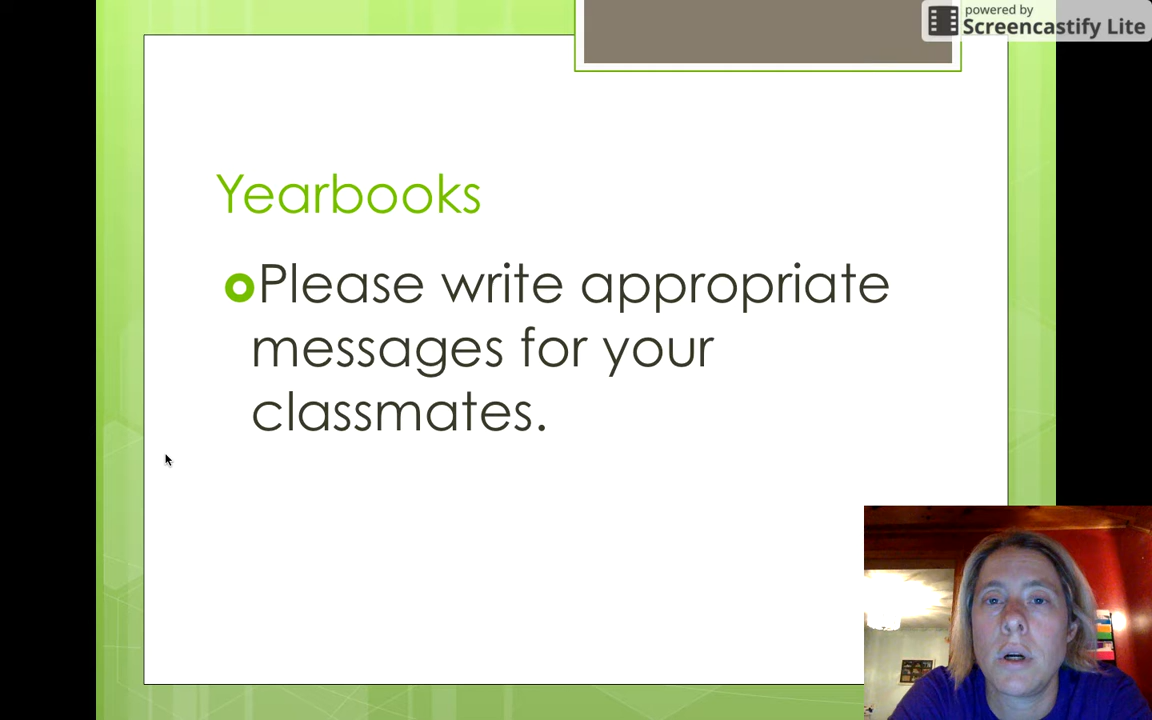 powered by
Screencastify Lite
Yearbooks
Please write appropriate
messages for your
classmates.